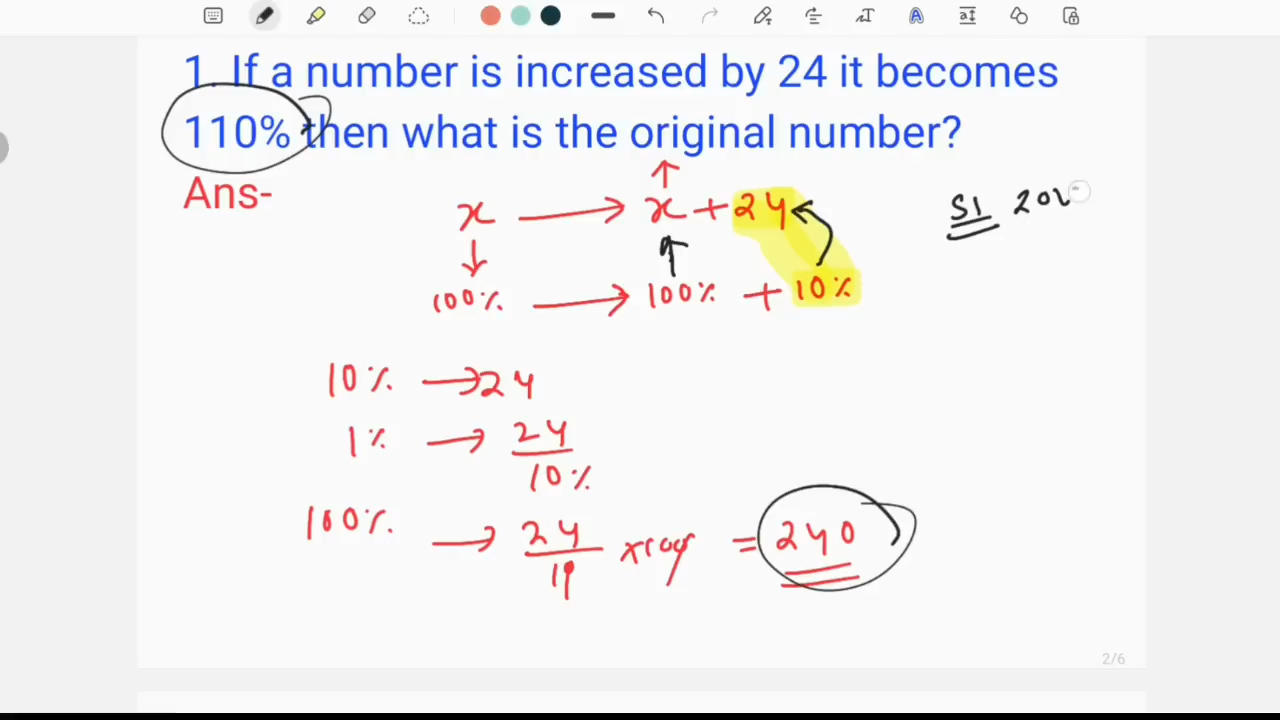 1. If a number is increased by 24 it becomes
110% then what is the original number?
Ans-
x → x + 24
100% → 100% + 10%
SI 20
10% → 24
1% → 24/10%
100% → 24/10 x100 = 240
2/6